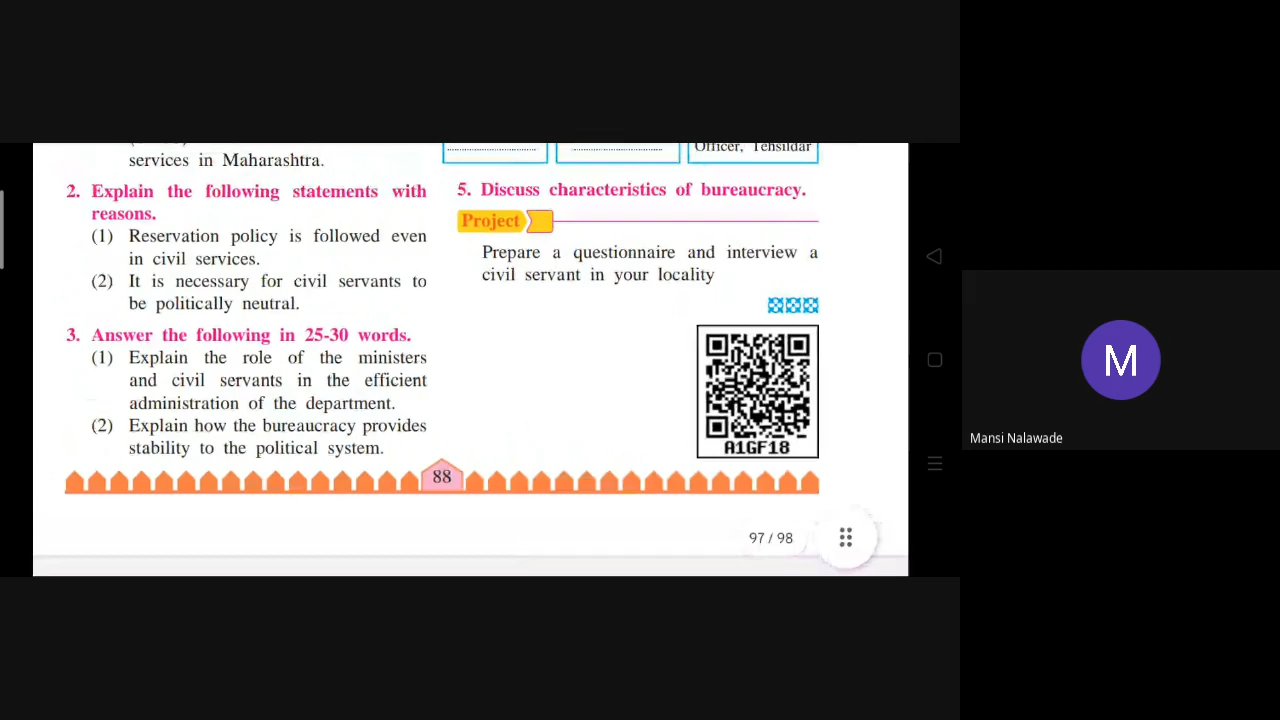 services in Maharashtra.
2. Explain the following statements with
reasons.
(1) Reservation policy is followed even
in civil services.
(2) It is necessary for civil servants to
be politically neutral.
3. Answer the following in 25-30 words.
(1) Explain the role of the ministers
and civil servants in the efficient
administration of the department.
(2) Explain how the bureaucracy provides
stability to the political system.
Officer, Tehsildar
5. Discuss characteristics of bureaucracy.
Project
Prepare a questionnaire and interview a
civil servant in your locality
A1GF18
88
97 / 98
M
Mansi Nalawade